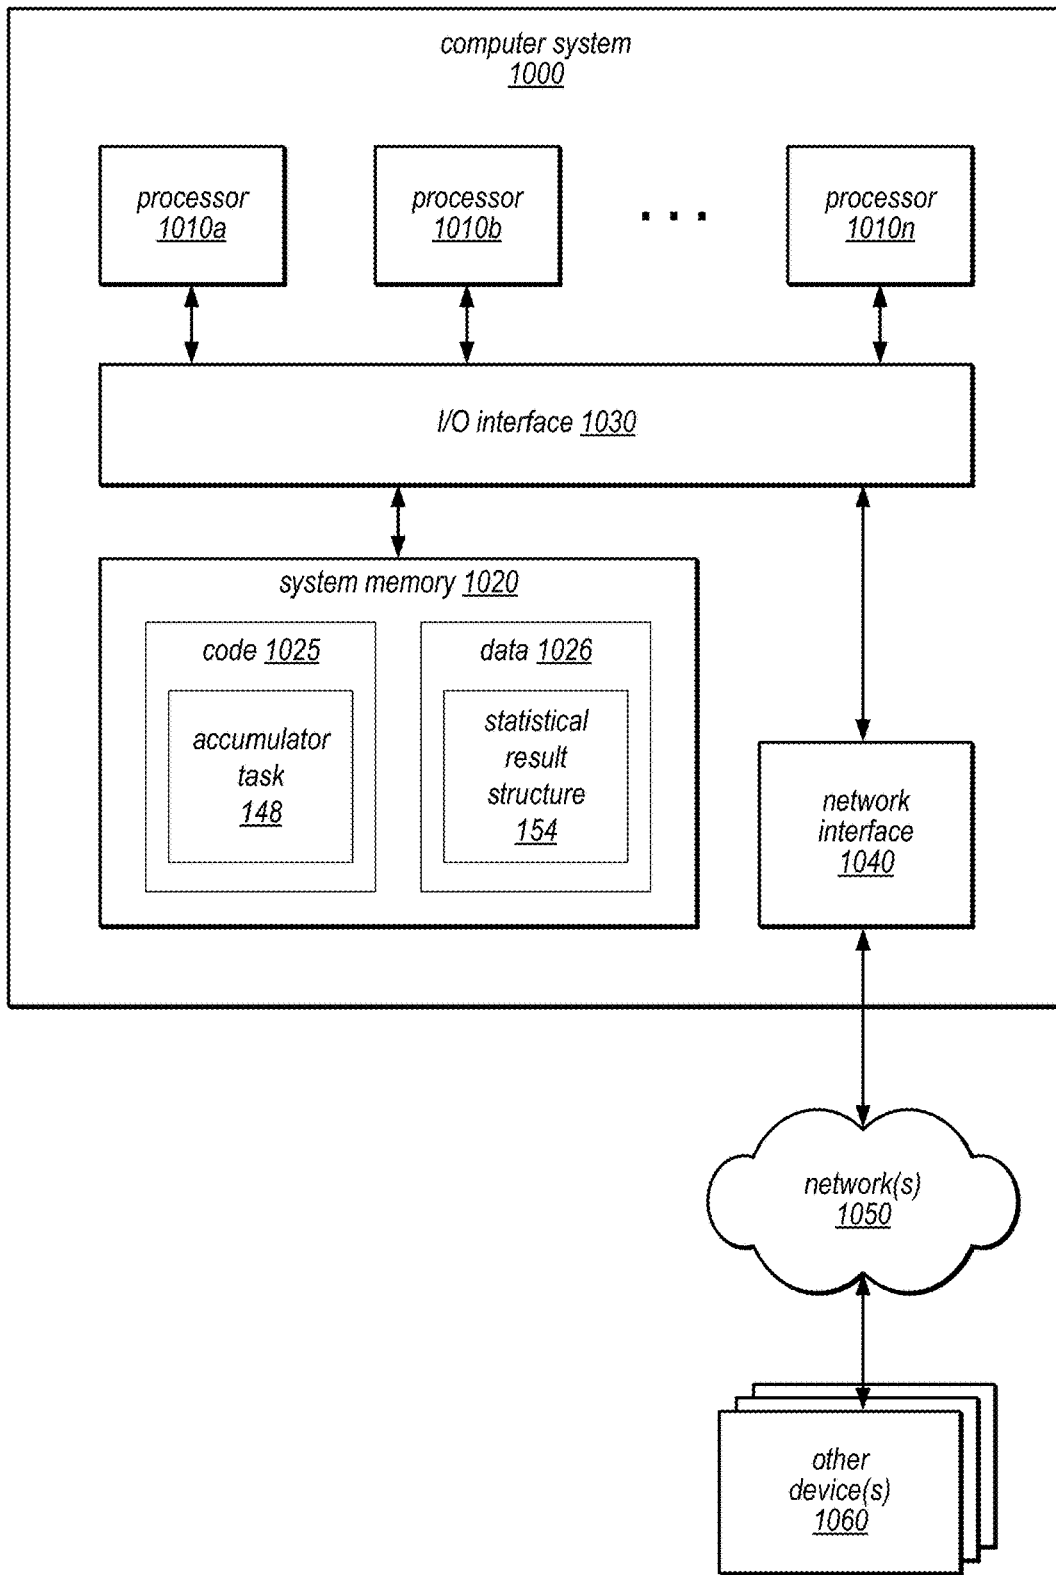 computer system
1000
processor
1010a
processor
1010b
. . .
processor
1010n
I/O interface 1030
system memory 1020
code 1025
accumulator
task
148
data 1026
statistical
result
structure
154
network
interface
1040
network(s)
1050
other
device(s)
1060